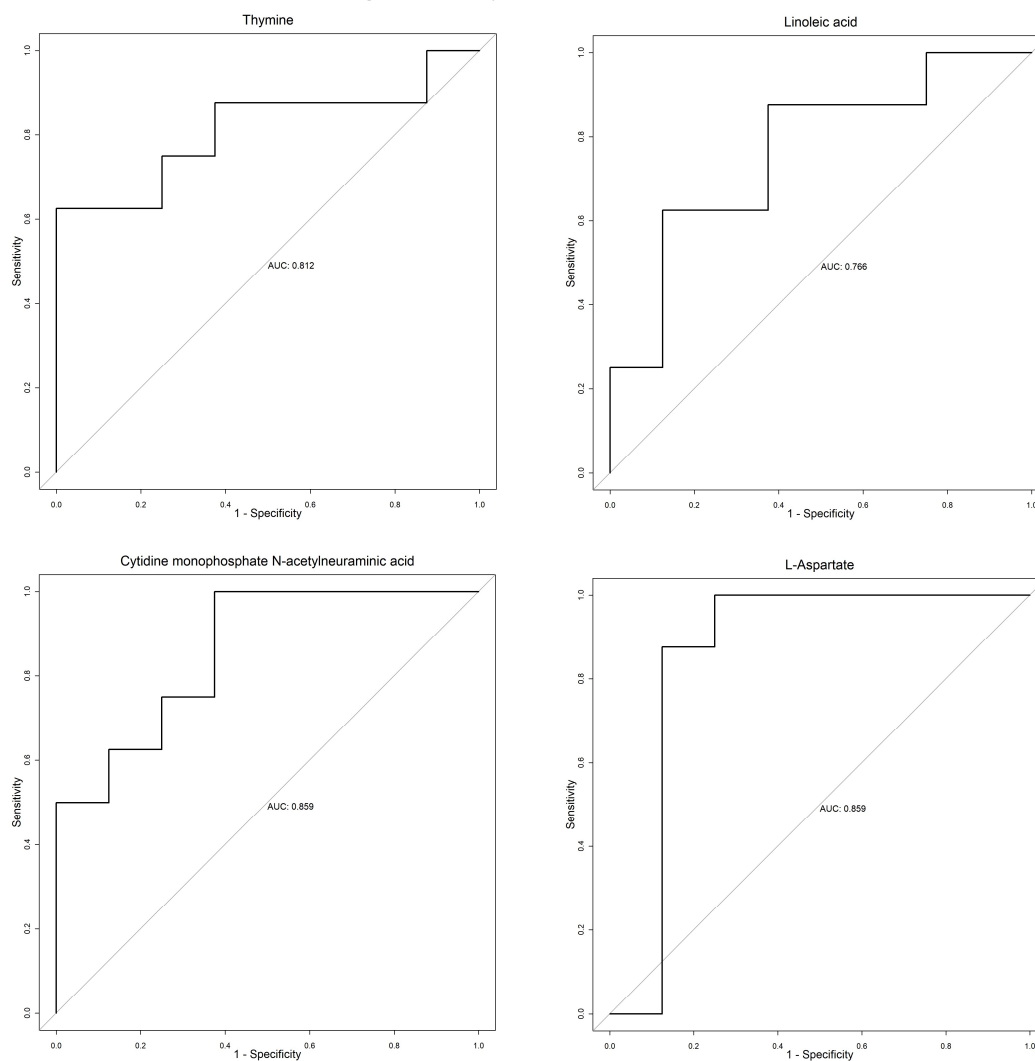 Thymine
1.0
0.8
0.6
0.4
0.2
0.0
Sensitivity
AUC: 0.812
0.0 0.2 0.4 0.6 0.8 1.0
1 - Specificity
Linoleic acid
1.0
0.8
0.6
0.4
0.2
0.0
Sensitivity
AUC: 0.766
0.0 0.2 0.4 0.6 0.8 1.0
1 - Specificity
Cytidine monophosphate N-acetylneuraminic acid
1.0
0.8
0.6
0.4
0.2
0.0
Sensitivity
AUC: 0.859
0.0 0.2 0.4 0.6 0.8 1.0
1 - Specificity
L-Aspartate
1.0
0.8
0.6
0.4
0.2
0.0
Sensitivity
AUC: 0.859
0.0 0.2 0.4 0.6 0.8 1.0
1 - Specificity